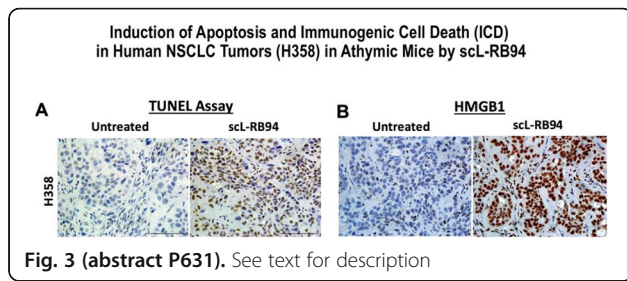 Induction of Apoptosis and Immunogenic Cell Death (ICD)
in Human NSCLC Tumors (H358) in Athymic Mice by scL-RB94
A
TUNEL Assay
B
HMGB1
Untreated
scL-RB94
Untreated
scL-RB94
H358
Fig. 3 (abstract P631). See text for description